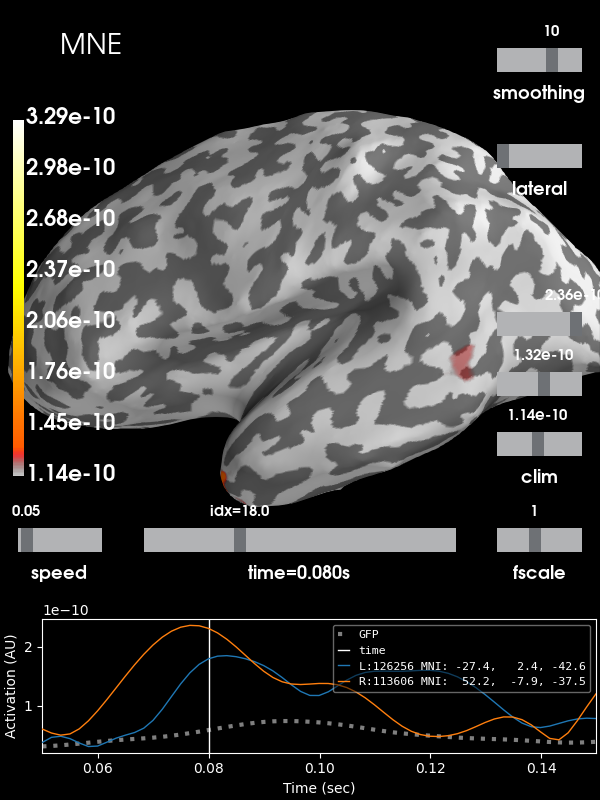 MNE
10
smoothing
lateral
3.29e-10
2.98e-10
2.68e-10
2.37e-10
2.06e-10
1.76e-10
1.45e-10
1.14e-10
2.36e-10
1.32e-10
1.14e-10
clim
0.05
speed
idx=18.0
time=0.080s
1
fscale
1e-10
Activation (AU)
2
1
GFP
time
L:126256 MNI: -27.4, 2.4, -42.6
R:113606 MNI: 52.2, -7.9, -37.5
0.06 0.08 0.10 0.12 0.14
Time (sec)